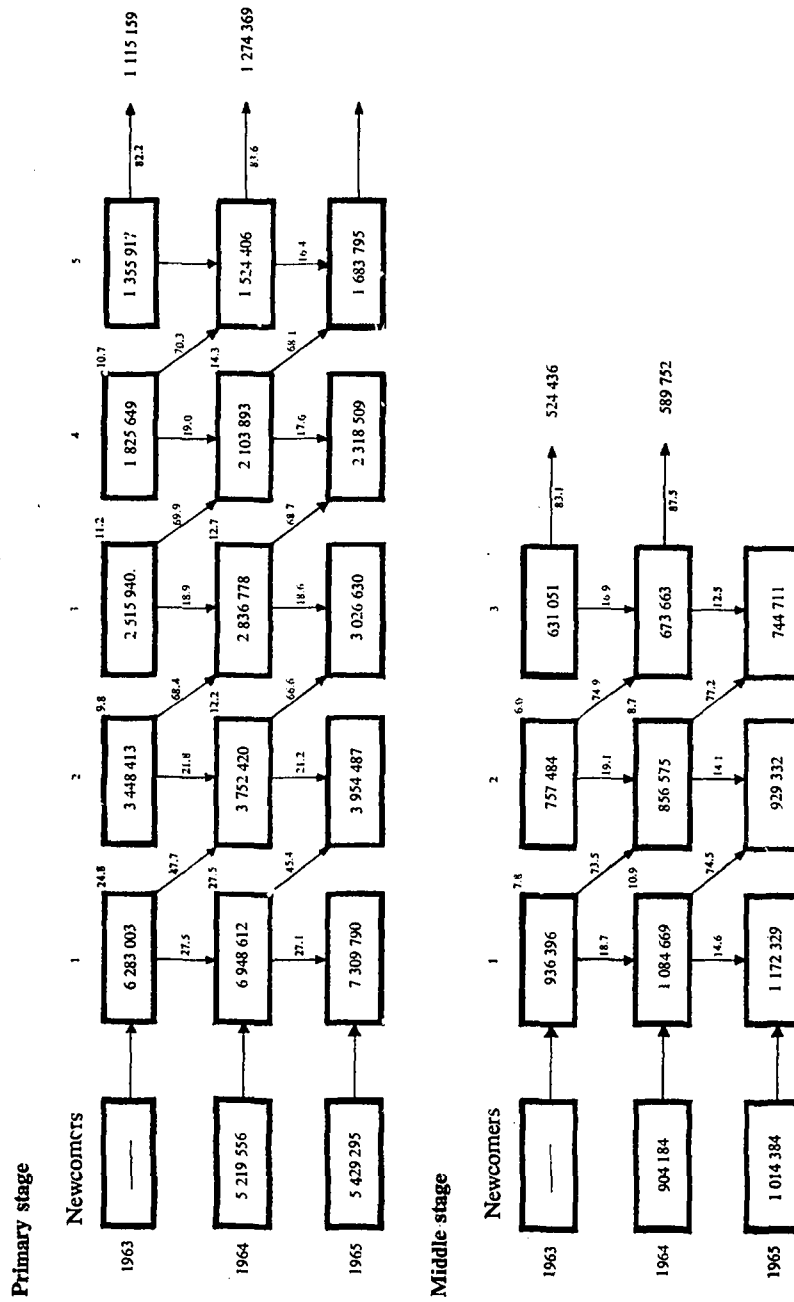 Primary stage
Newcomers 1 2 3 4 5
24.8 9.8 11.2 10.7
1963 — 6 283 003 3 448 413 2 515 940. 1 825 649 1 355 917 82.2 1 115 159
27.5 47.7 21.8 68.4 18.9 69.9 19.0 70.3
27.5 12.2 12.7 14.3
1964 5 219 556 6 948 612 3 752 420 2 836 778 2 103 893 1 524 406 83.6 1 274 369
27.1 45.4 21.2 66.6 18.6 68.7 17.6 68.1 16.4
1965 5 429 295 7 309 790 3 954 487 3 026 630 2 318 509 1 683 795
Middle stage
Newcomers 1 2 3
7.8 6.0
1963 — 936 396 757 484 631 051 83.1 524 436
18.7 73.5 19.1 74.9 16.9
10.9 8.7
1964 904 184 1 084 669 856 575 673 663 87.5 589 752
14.6 74.5 14.1 77.2 12.5
1965 1 014 384 1 172 329 929 332 744 711